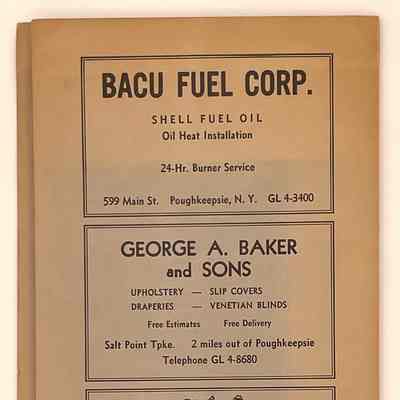 BACU FUEL CORP.
SHELL FUEL OIL
Oil Heat Installation
24-Hr. Burner Service
599 Main St. Poughkeepsie, N. Y. GL 4-3400
GEORGE A. BAKER
and SONS
UPHOLSTERY — SLIP COVERS
DRAPERIES — VENETIAN BLINDS
Free Estimates Free Delivery
Salt Point Tpke. 2 miles out of Poughkeepsie
Telephone GL 4-8680